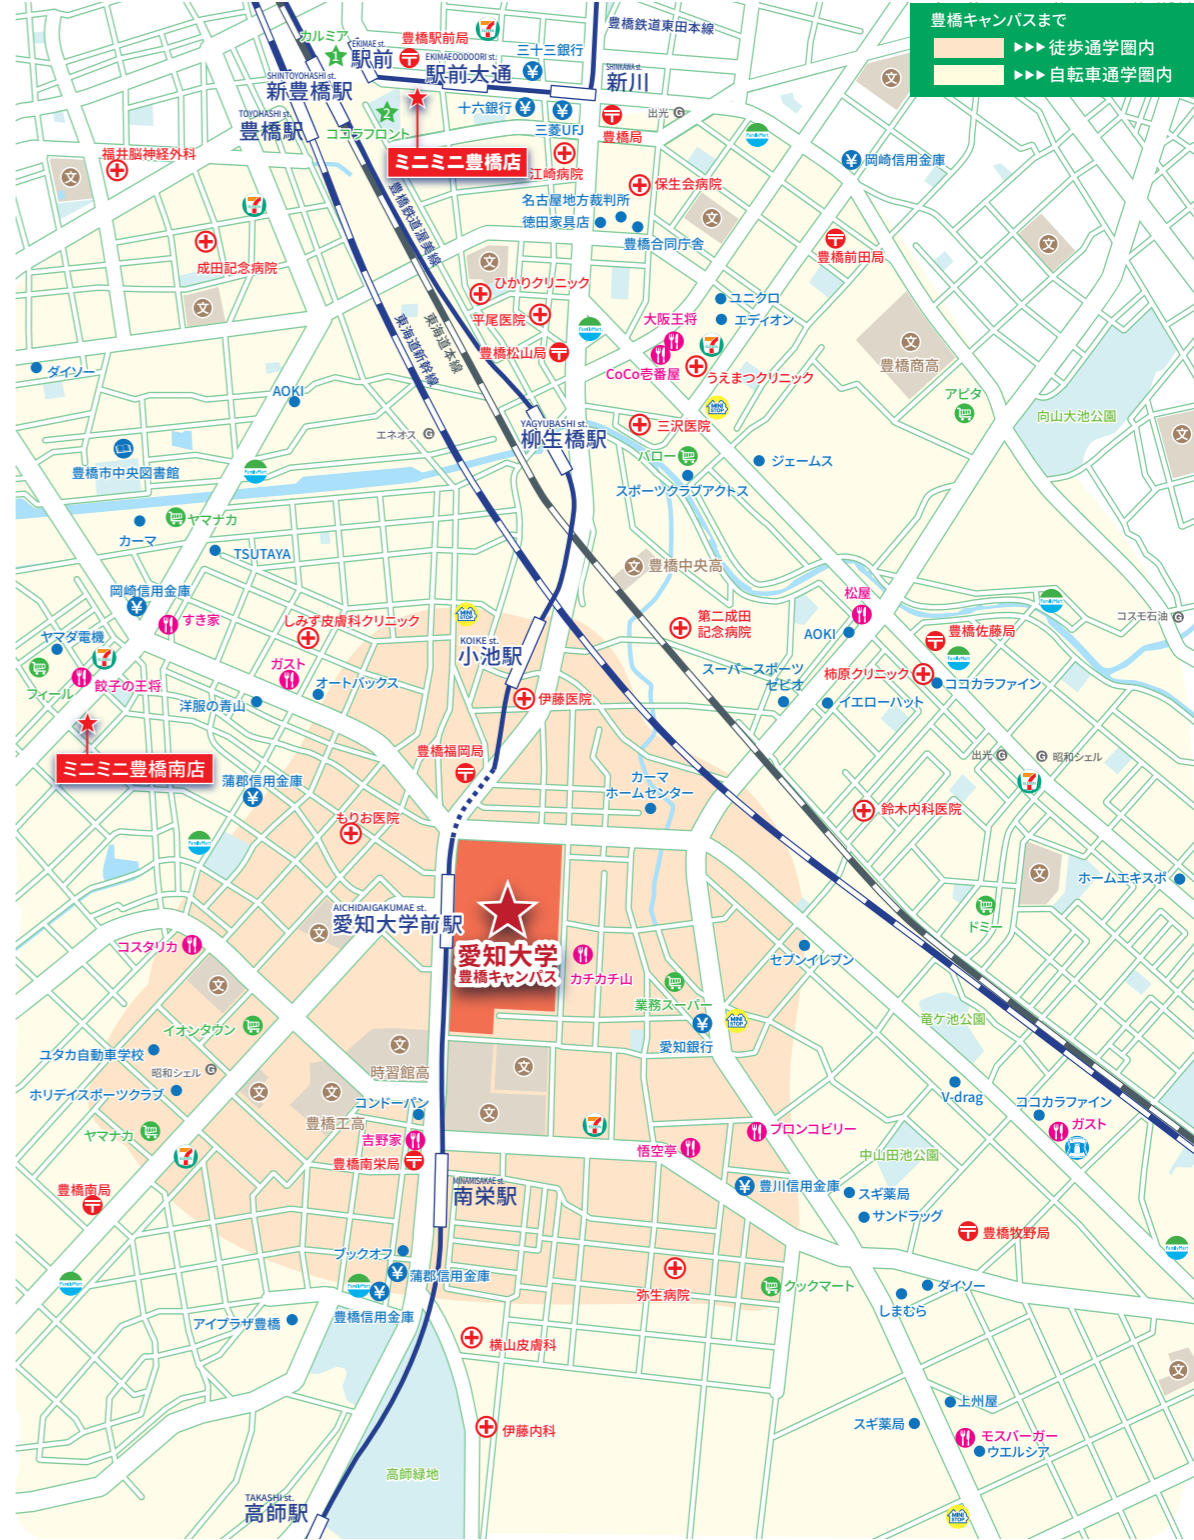 豊橋キャンパスまで
▶▶▶ 徒歩通学圏内
▶▶▶ 自転車通学圏内
豊橋鉄道東田本線
カルミア
1
EKIMAE st.
駅前
豊橋駅前局
EKIMAEOODOORI st.
駅前大通
三十三銀行
SHINKAWA st.
新川
SHINTOYOHASHI st.
新豊橋駅
TOYOHASHI st.
豊橋駅
2
ココラフロント
十六銀行
三菱UFJ
豊橋局
出光
ミニミニ豊橋店
江崎病院
岡崎信用金庫
福井脳神経外科
保生会病院
名古屋地方裁判所
徳田家具店
豊橋合同庁舎
豊橋前田局
豊橋鉄道渥美線
成田記念病院
ひかりクリニック
平尾医院
豊橋松山局
ユニクロ
エディオン
大阪王将
CoCo壱番屋
うえまつクリニック
豊橋商高
アピタ
向山大池公園
東海道新幹線
東海道本線
ダイソー
AOKI
エネオス
YAGYUBASHI st.
柳生橋駅
三沢医院
バロー
ジェームス
スポーツクラブアクトス
豊橋市中央図書館
ヤマナカ
カーマ
TSUTAYA
豊橋中央高
岡崎信用金庫
すき家
しみず皮膚科クリニック
ヤマダ電機
フィール
餃子の王将
ガスト
オートバックス
洋服の青山
KOIKE st.
小池駅
伊藤医院
第二成田
記念病院
松屋
AOKI
豊橋佐藤局
コスモ石油
柿原クリニック
ココカラファイン
スーパースポーツ
ゼビオ
イエローハット
ミニミニ豊橋南店
蒲郡信用金庫
豊橋福岡局
もりお医院
カーマ
ホームセンター
出光
昭和シェル
鈴木内科医院
ホームエキスポ
ドミー
AICHIDAIGAKUMAE st.
愛知大学前駅
愛知大学
豊橋キャンパス
カチカチ山
コスタリカ
セブンイレブン
業務スーパー
愛知銀行
竜ケ池公園
イオンタウン
ユタカ自動車学校
昭和シェル
ホリデイスポーツクラブ
時習館高
豊橋工高
コンドーパン
ヤマナカ
吉野家
豊橋南栄局
豊橋南局
悟空亭
ブロンコビリー
V-drag
ココカラファイン
ガスト
中山田池公園
MINAMISAKAE st.
南栄駅
豊川信用金庫
スギ薬局
サンドラッグ
豊橋牧野局
ブックオフ
蒲郡信用金庫
豊橋信用金庫
アイプラザ豊橋
弥生病院
クックマート
ダイソー
しまむら
横山皮膚科
伊藤内科
上州屋
スギ薬局
モスバーガー
ウエルシア
高師緑地
TAKASHI st.
高師駅